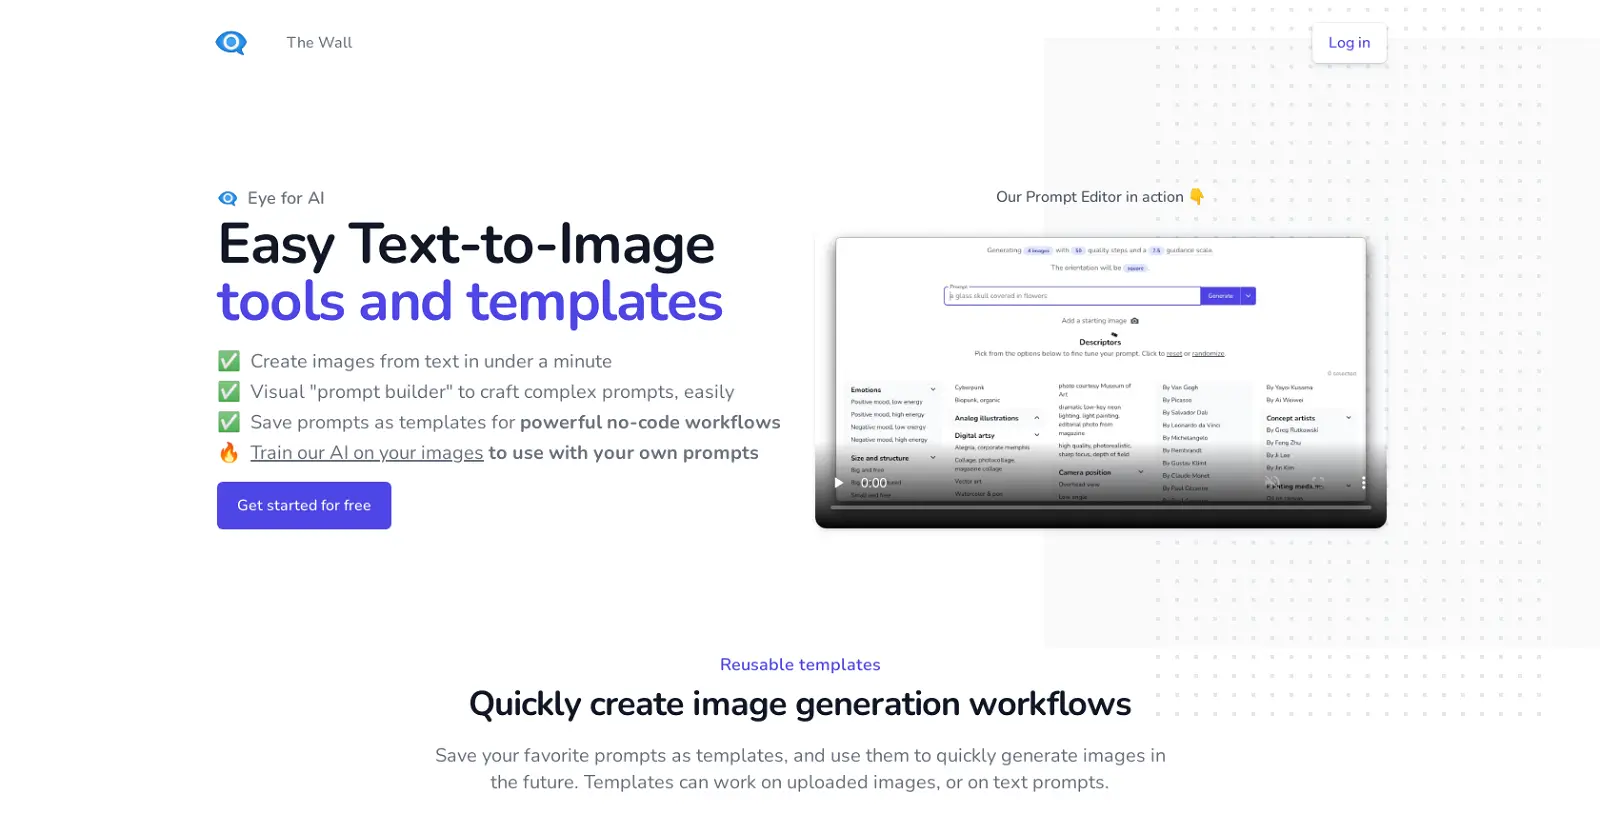 The Wall
Log in
Eye for AI
Easy Text-to-Image
tools and templates
Create images from text in under a minute
Visual "prompt builder" to craft complex prompts, easily
Save prompts as templates for powerful no-code workflows
Train our AI on your images to use with your own prompts
Get started for free
Our Prompt Editor in action
Generating 4 images with 50 quality steps and a 7.5 guidance scale.
The orientation will be square.
Prompt
a glass skull covered in flowers
Generate
Add a starting image
Descriptors
Pick from the options below to fine tune your prompt. Click to reset or randomize.
0 selected
Emotions
Positive mood, low energy
Positive mood, high energy
Negative mood, low energy
Negative mood, high energy
Size and structure
Big and free
Small and free
Cyberpunk
Biopunk, organic
Analog illustrations
Digital artsy
Alegria, corporate memphis
Collage, photocollage,
magazine collage
Vector art
Watercolor & pen
photo courtesy Museum of
Art
dramatic low-key neon
lighting, light painting,
editorial photo from
magazine
high quality, photorealistic,
sharp focus, depth of field
Camera position
Overhead view
Low angle
By Van Gogh
By Picasso
By Salvador Dali
By Leonardo da Vinci
By Michelangelo
By Rembrandt
By Gustav Klimt
By Claude Monet
By Paul Cézanne
By Yayoi Kusama
By Ai Weiwei
Concept artists
By Greg Rutkowski
By Feng Zhu
By Ji Lee
By Jin Kim
Oil on canvas
0:00
Reusable templates
Quickly create image generation workflows
Save your favorite prompts as templates, and use them to quickly generate images in
the future. Templates can work on uploaded images, or on text prompts.